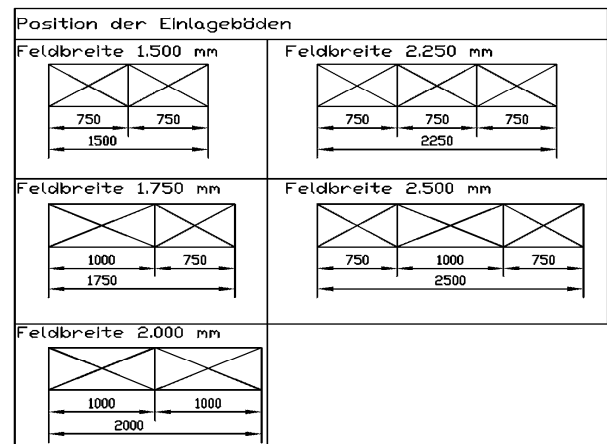 Position der Einlageböden
Feldbreite 1.500 mm
750 750
1500
Feldbreite 2.250 mm
750 750 750
2250
Feldbreite 1.750 mm
1000 750
1750
Feldbreite 2.500 mm
750 1000 750
2500
Feldbreite 2.000 mm
1000 1000
2000